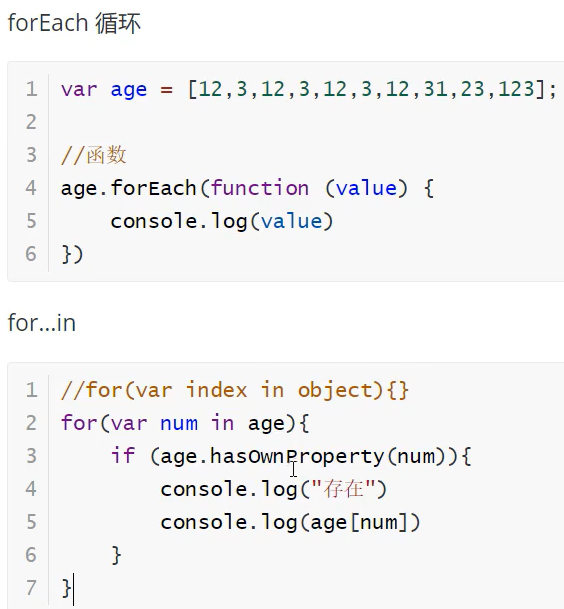 forEach 循环
1 var age = [12,3,12,3,12,3,12,31,23,123];
2
3 //函数
4 age.forEach(function (value) {
5     console.log(value)
6 })
for...in
1 //for(var index in object){}
2 for(var num in age){
3     if (age.hasOwnProperty(num)){
4         console.log("存在")
5         console.log(age[num])
6     }
7 }